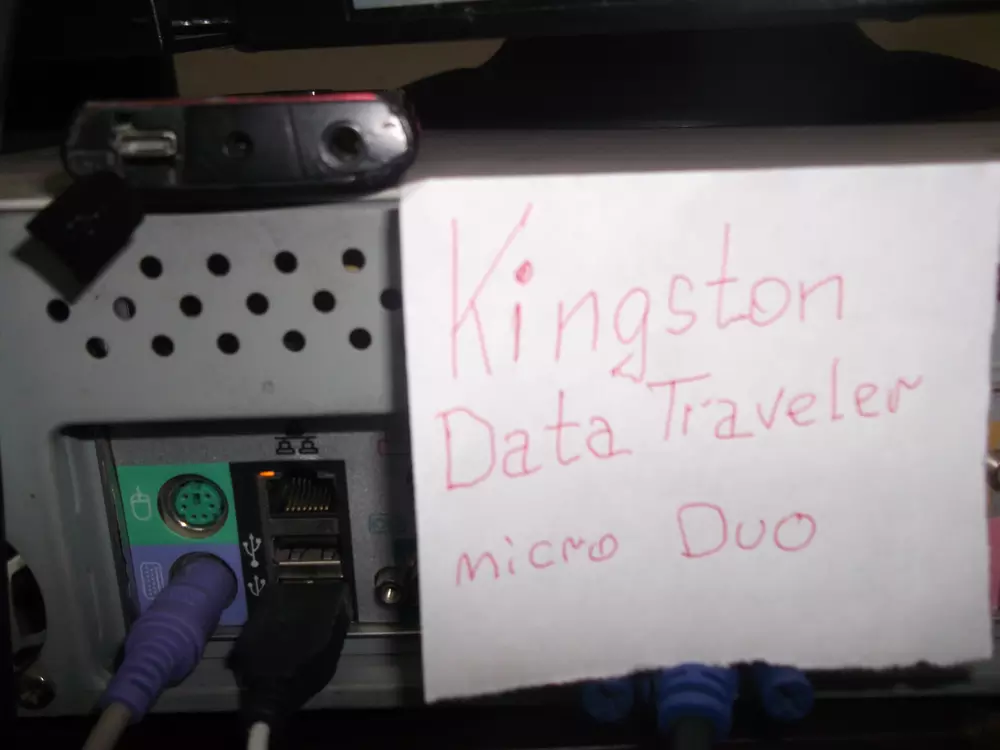 Kingston
Data Traveler
micro Duo